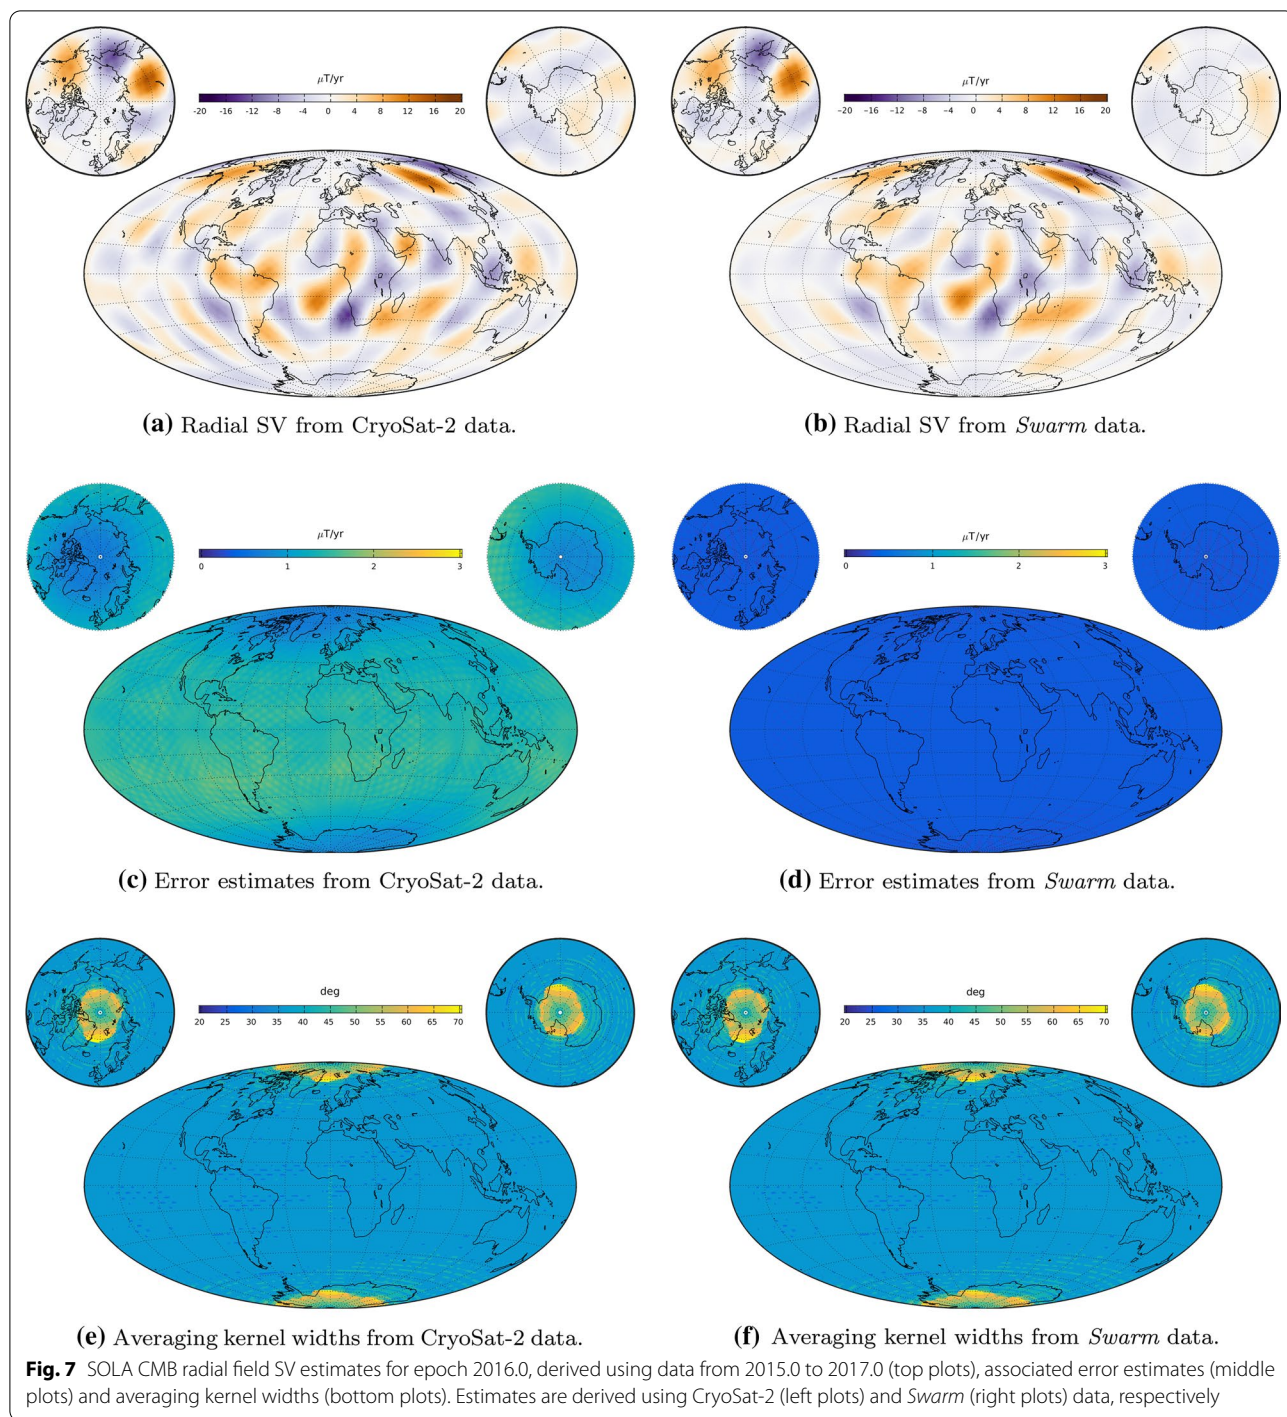 μT/yr
-20 -16 -12 -8 -4 0 4 8 12 16 20
μT/yr
-20 -16 -12 -8 -4 0 4 8 12 16 20
(a) Radial SV from CryoSat-2 data.
(b) Radial SV from Swarm data.
μT/yr
0 1 2 3
μT/yr
0 1 2 3
(c) Error estimates from CryoSat-2 data.
(d) Error estimates from Swarm data.
deg
20 25 30 35 40 45 50 55 60 65 70
deg
20 25 30 35 40 45 50 55 60 65 70
(e) Averaging kernel widths from CryoSat-2 data.
(f) Averaging kernel widths from Swarm data.
Fig. 7 SOLA CMB radial field SV estimates for epoch 2016.0, derived using data from 2015.0 to 2017.0 (top plots), associated error estimates (middle
plots) and averaging kernel widths (bottom plots). Estimates are derived using CryoSat-2 (left plots) and Swarm (right plots) data, respectively